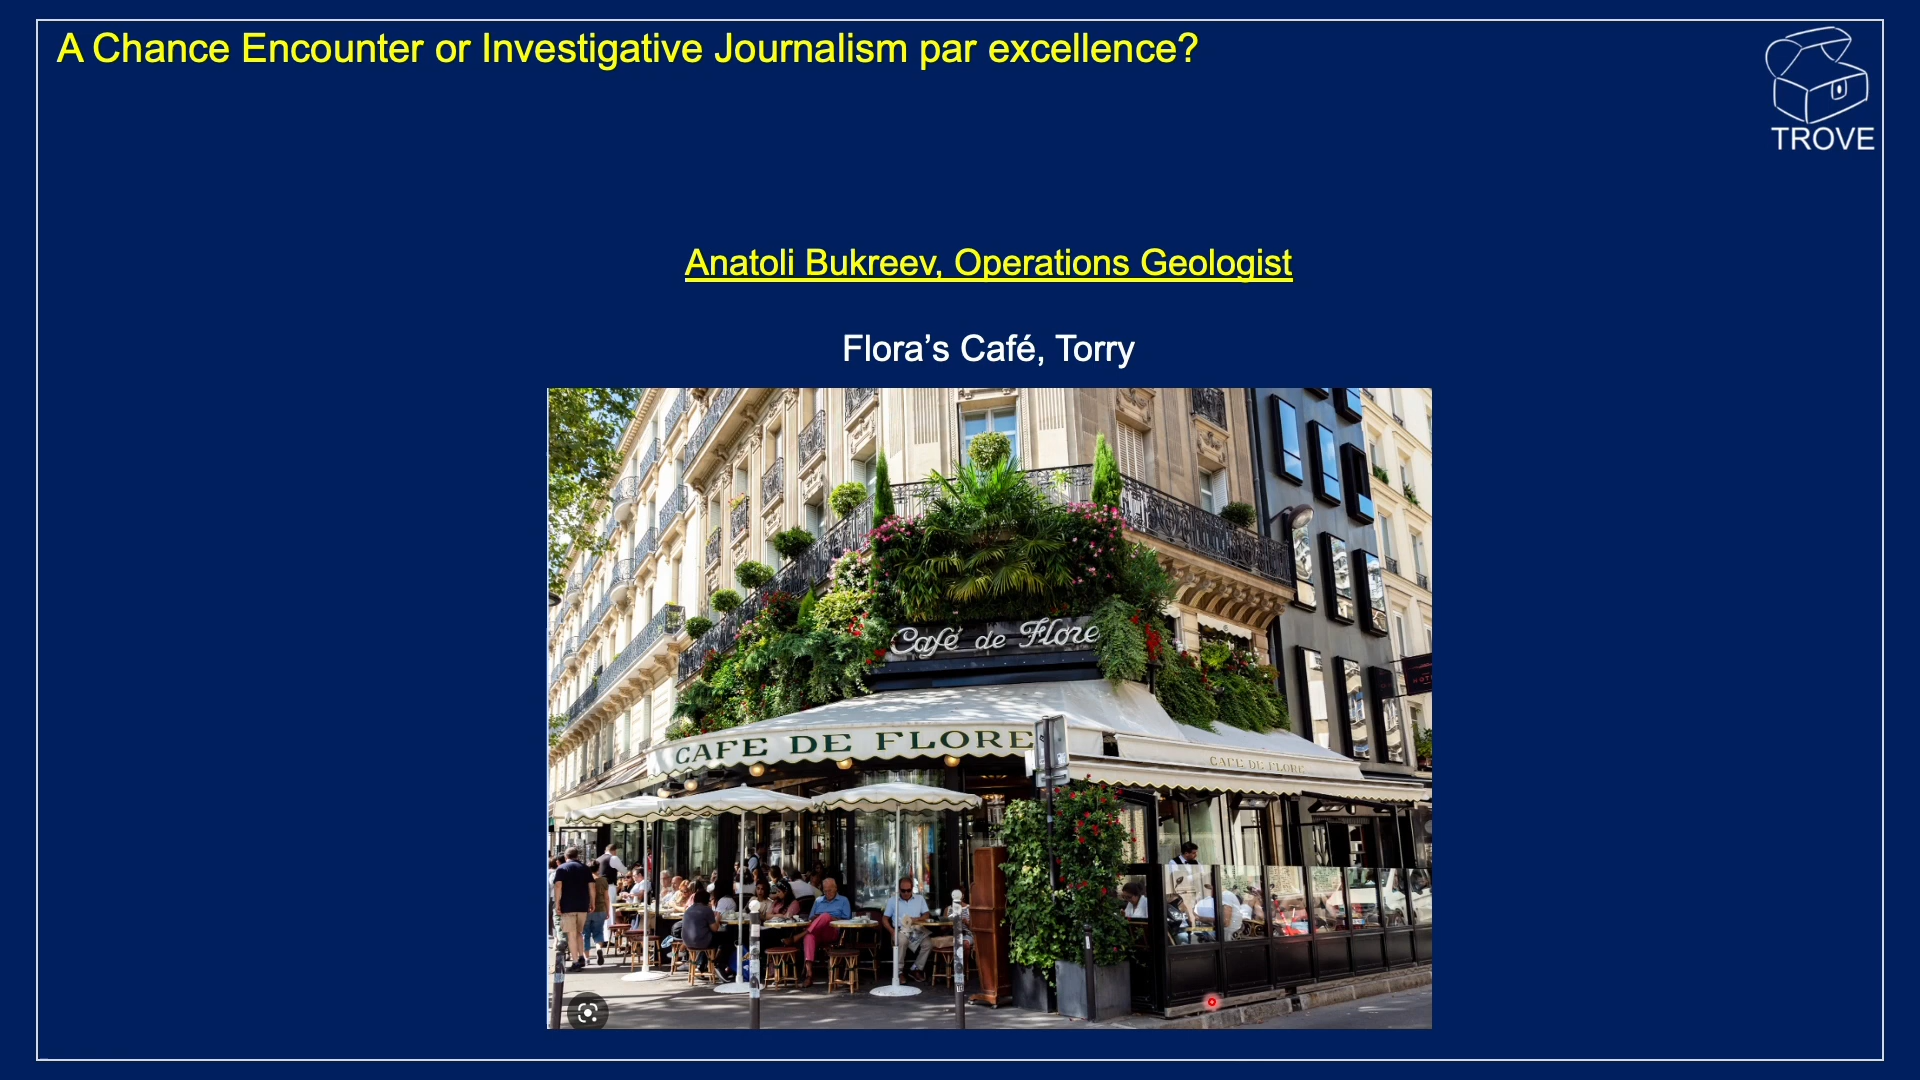 A Chance Encounter or Investigative Journalism par excellence?
TROVE
Anatoli Bukreev, Operations Geologist
Flora’s Café, Torry
Café de Flore
CAFE DE FLORE
CAFE DE FLORE